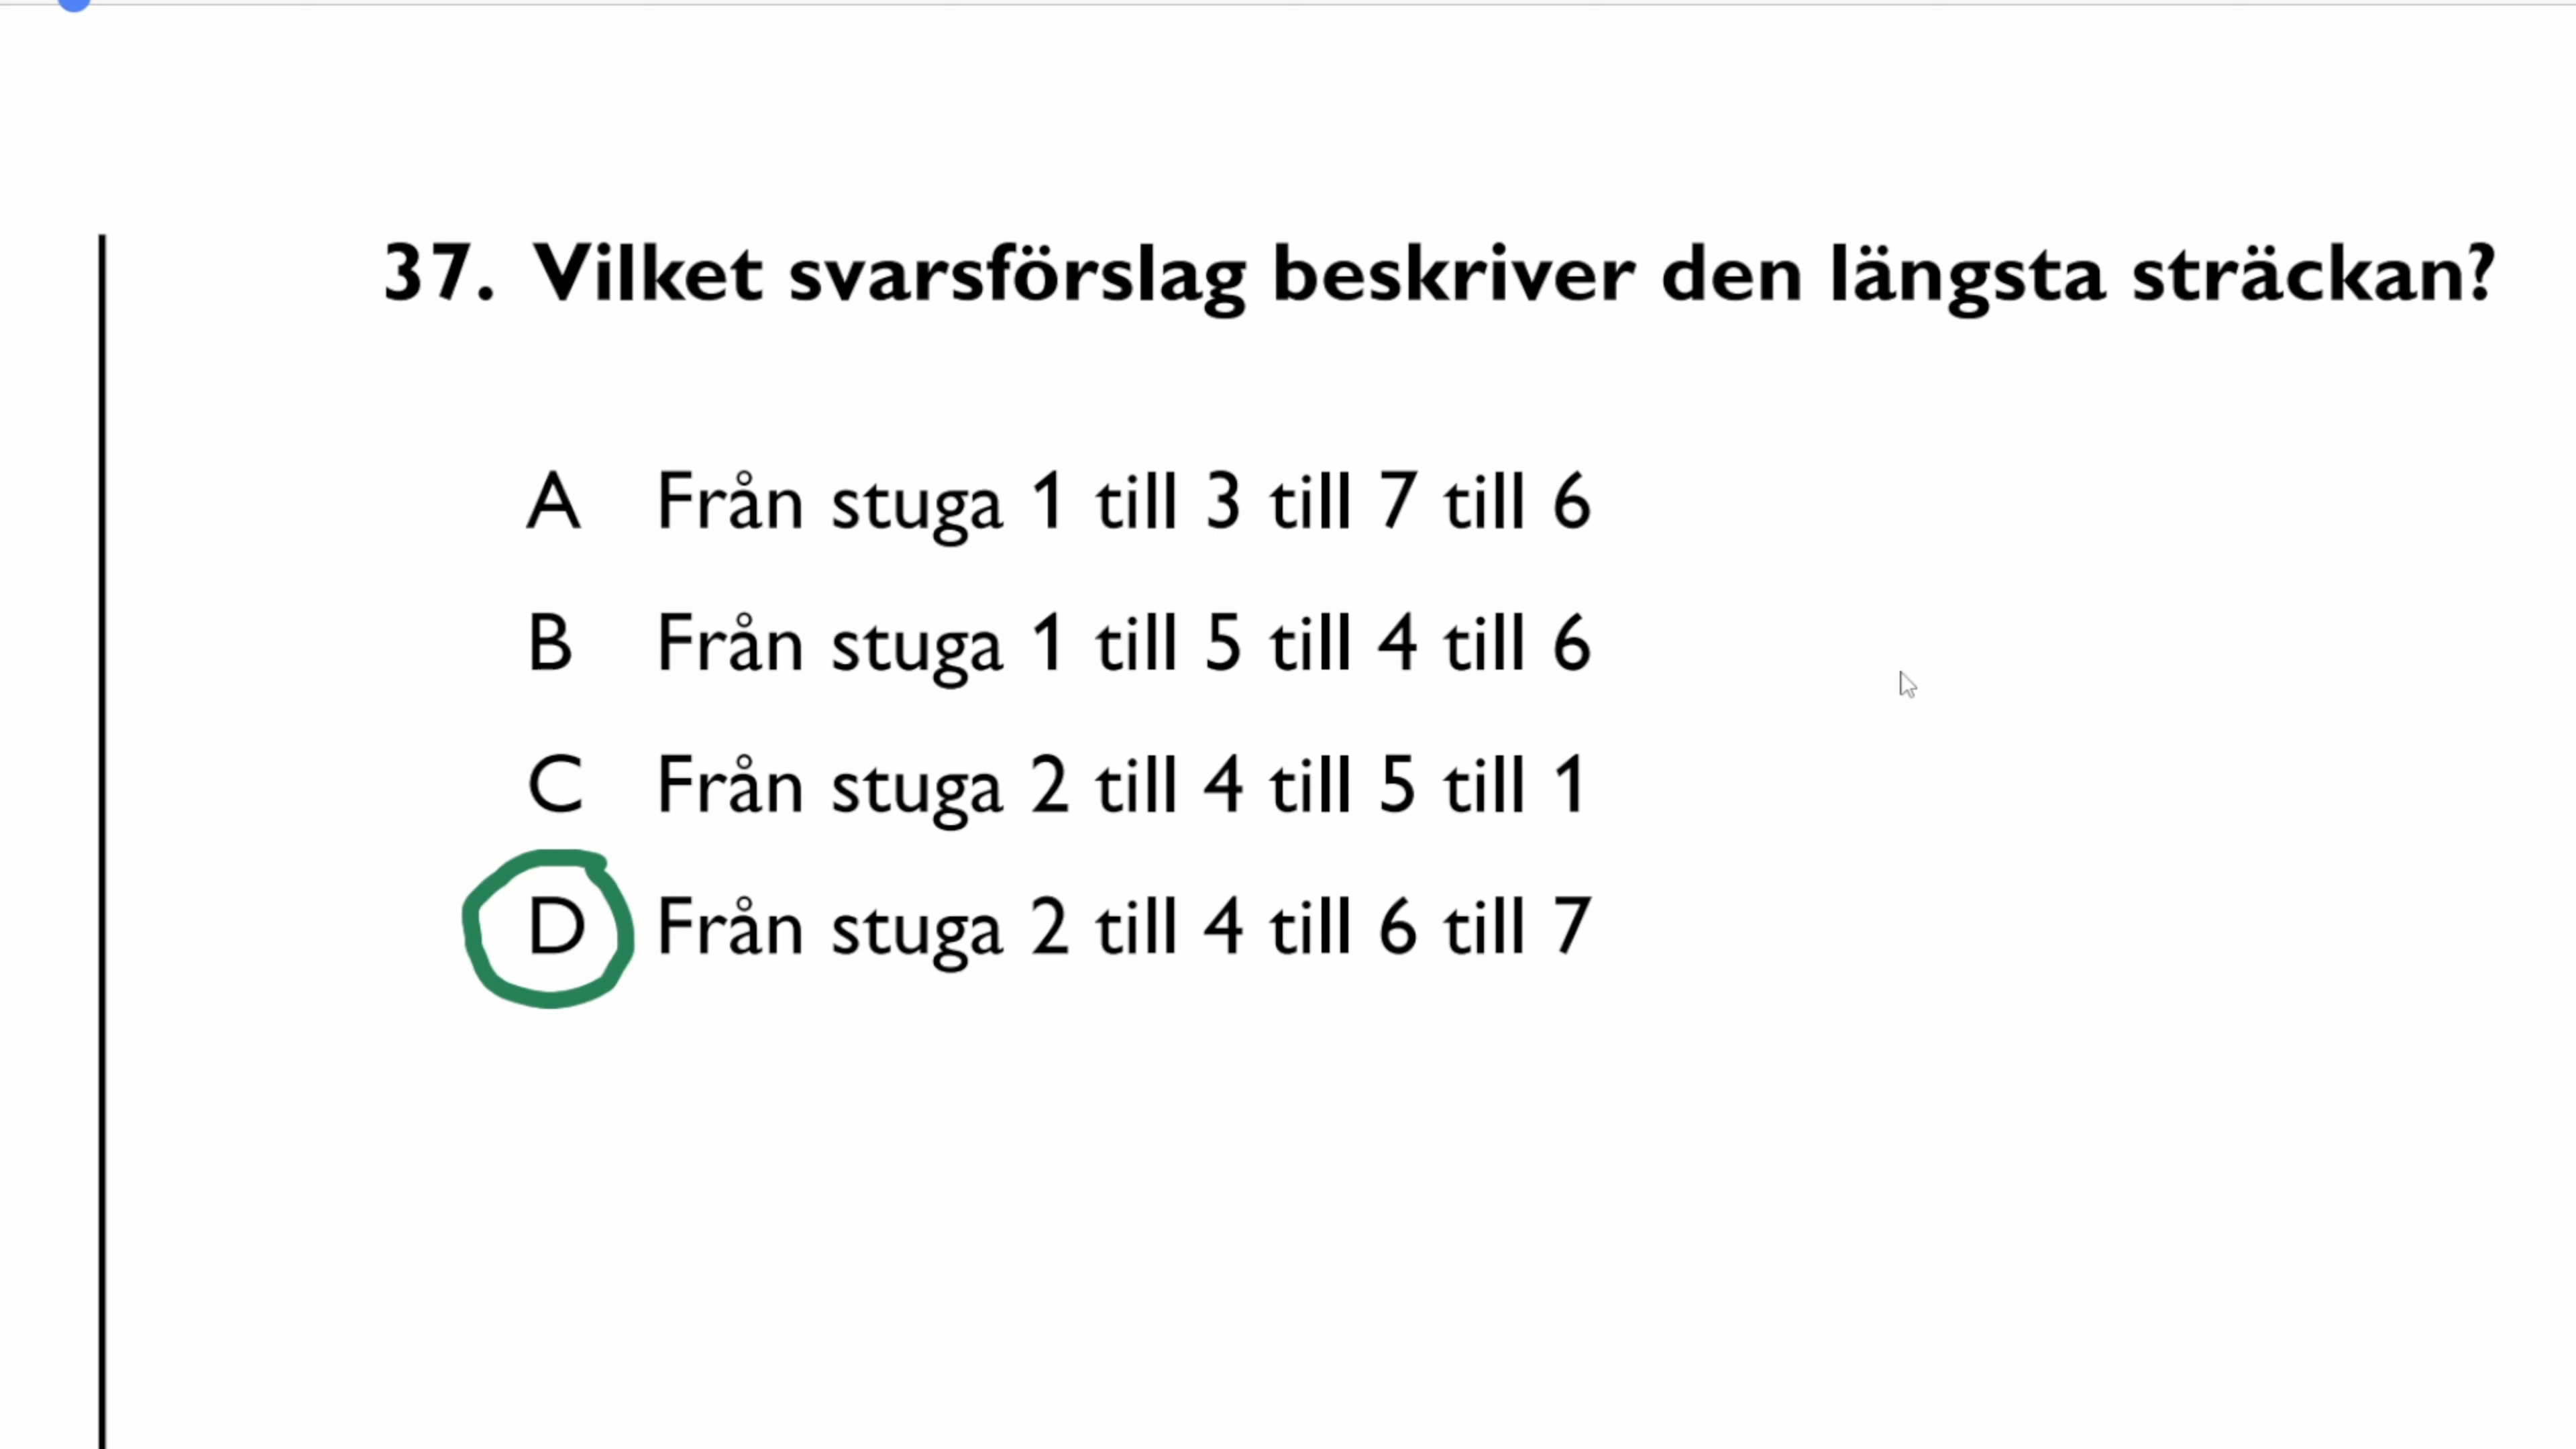 37. Vilket svarsförslag beskriver den längsta sträckan?
A Från stuga 1 till 3 till 7 till 6
B Från stuga 1 till 5 till 4 till 6
C Från stuga 2 till 4 till 5 till 1
D Från stuga 2 till 4 till 6 till 7